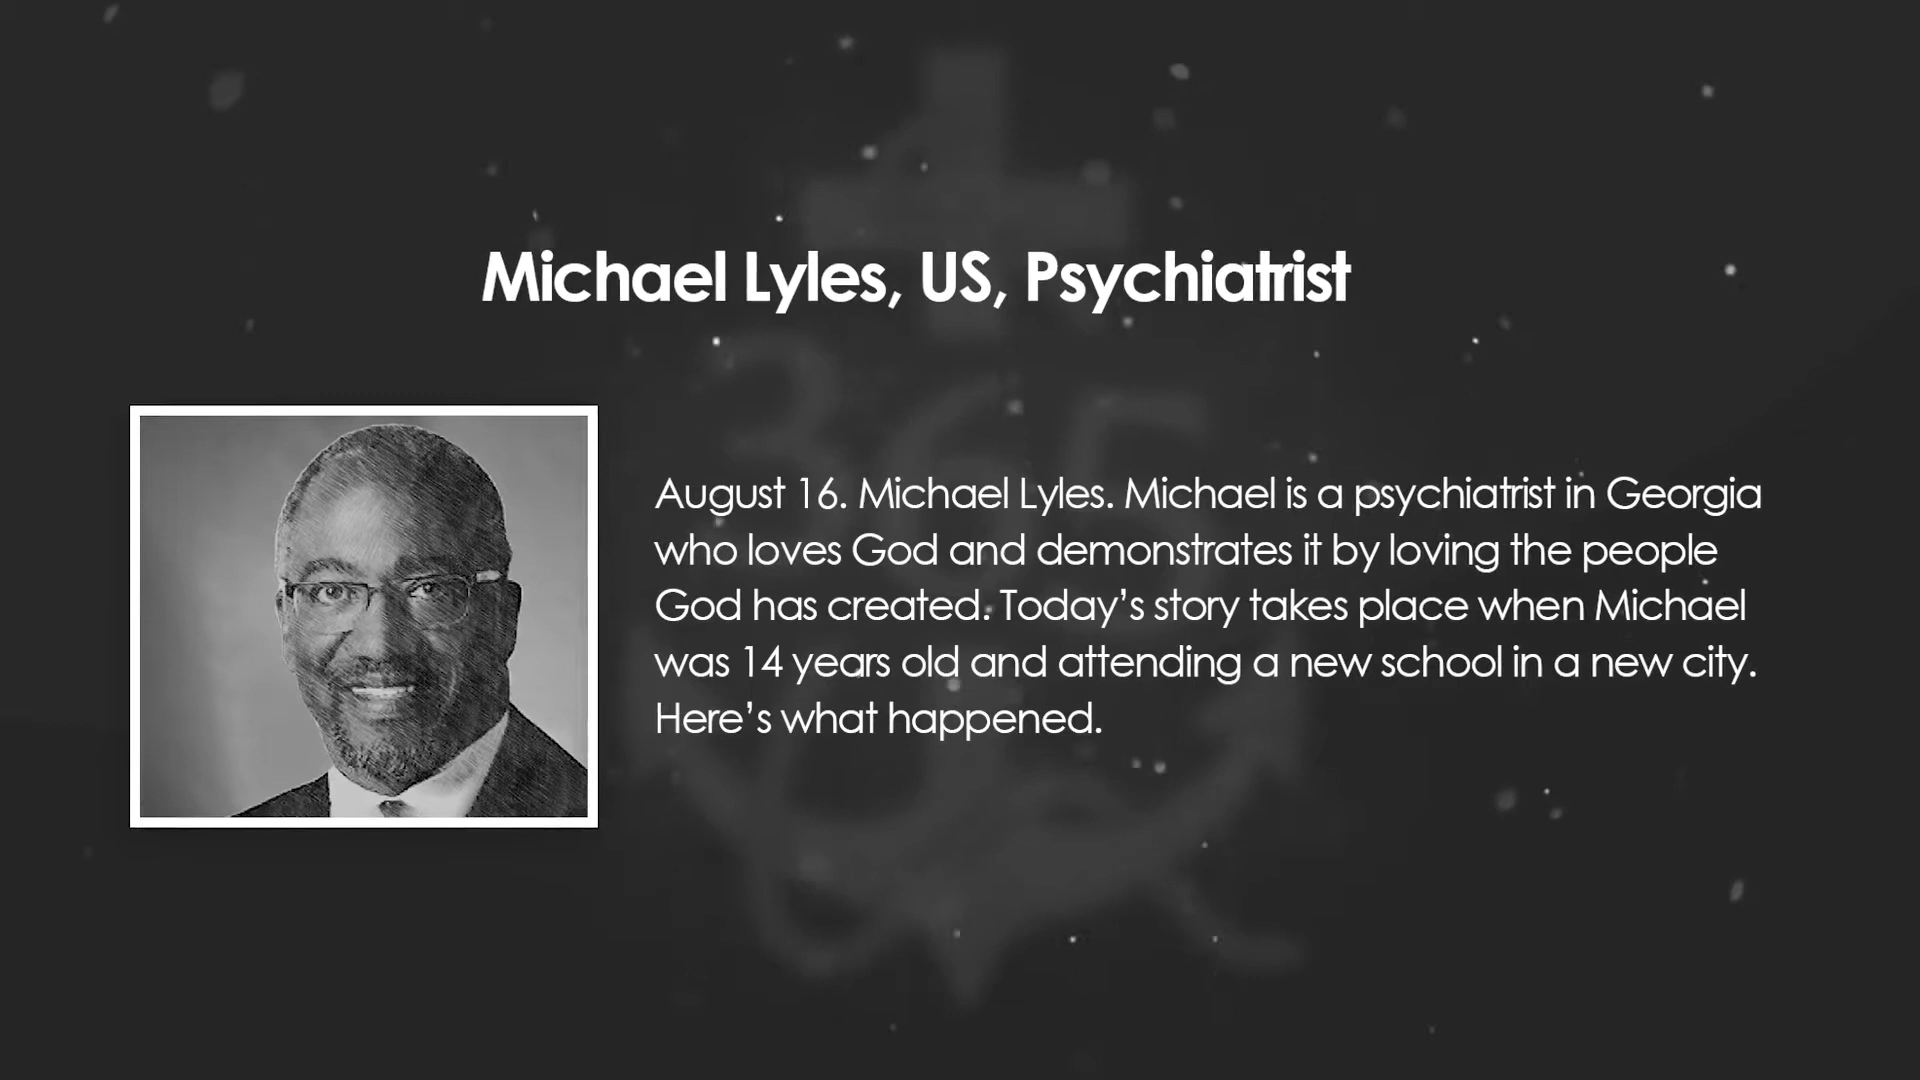 Michael Lyles, US, Psychiatrist
August 16. Michael Lyles. Michael is a psychiatrist in Georgia
who loves God and demonstrates it by loving the people
God has created. Today’s story takes place when Michael
was 14 years old and attending a new school in a new city.
Here’s what happened.
365